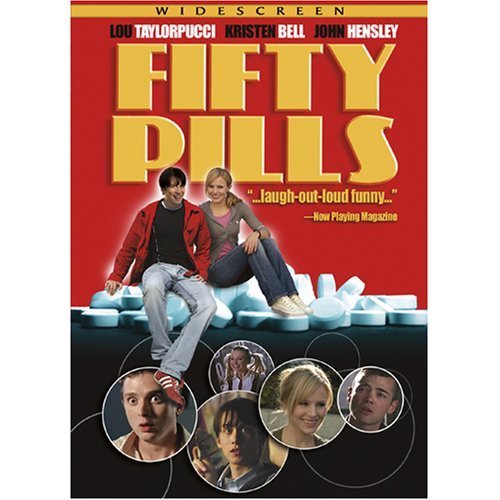 WIDESCREEN
LOU TAYLORPUCCI KRISTEN BELL JOHN HENSLEY
FIFTY
PILLS
“...laugh-out-loud funny...”
—Now Playing Magazine